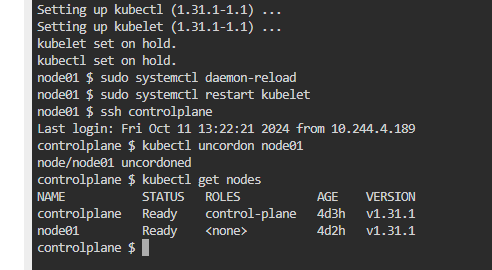 Setting up kubectl (1.31.1-1.1) ...
Setting up kubelet (1.31.1-1.1) ...
kubelet set on hold.
kubectl set on hold.
node01 $ sudo systemctl daemon-reload
node01 $ sudo systemctl restart kubelet
node01 $ ssh controlplane
Last login: Fri Oct 11 13:22:21 2024 from 10.244.4.189
controlplane $ kubectl uncordon node01
node/node01 uncordoned
controlplane $ kubectl get nodes
NAME           STATUS   ROLES           AGE    VERSION
controlplane   Ready    control-plane   4d3h   v1.31.1
node01         Ready    <none>          4d2h   v1.31.1
controlplane $